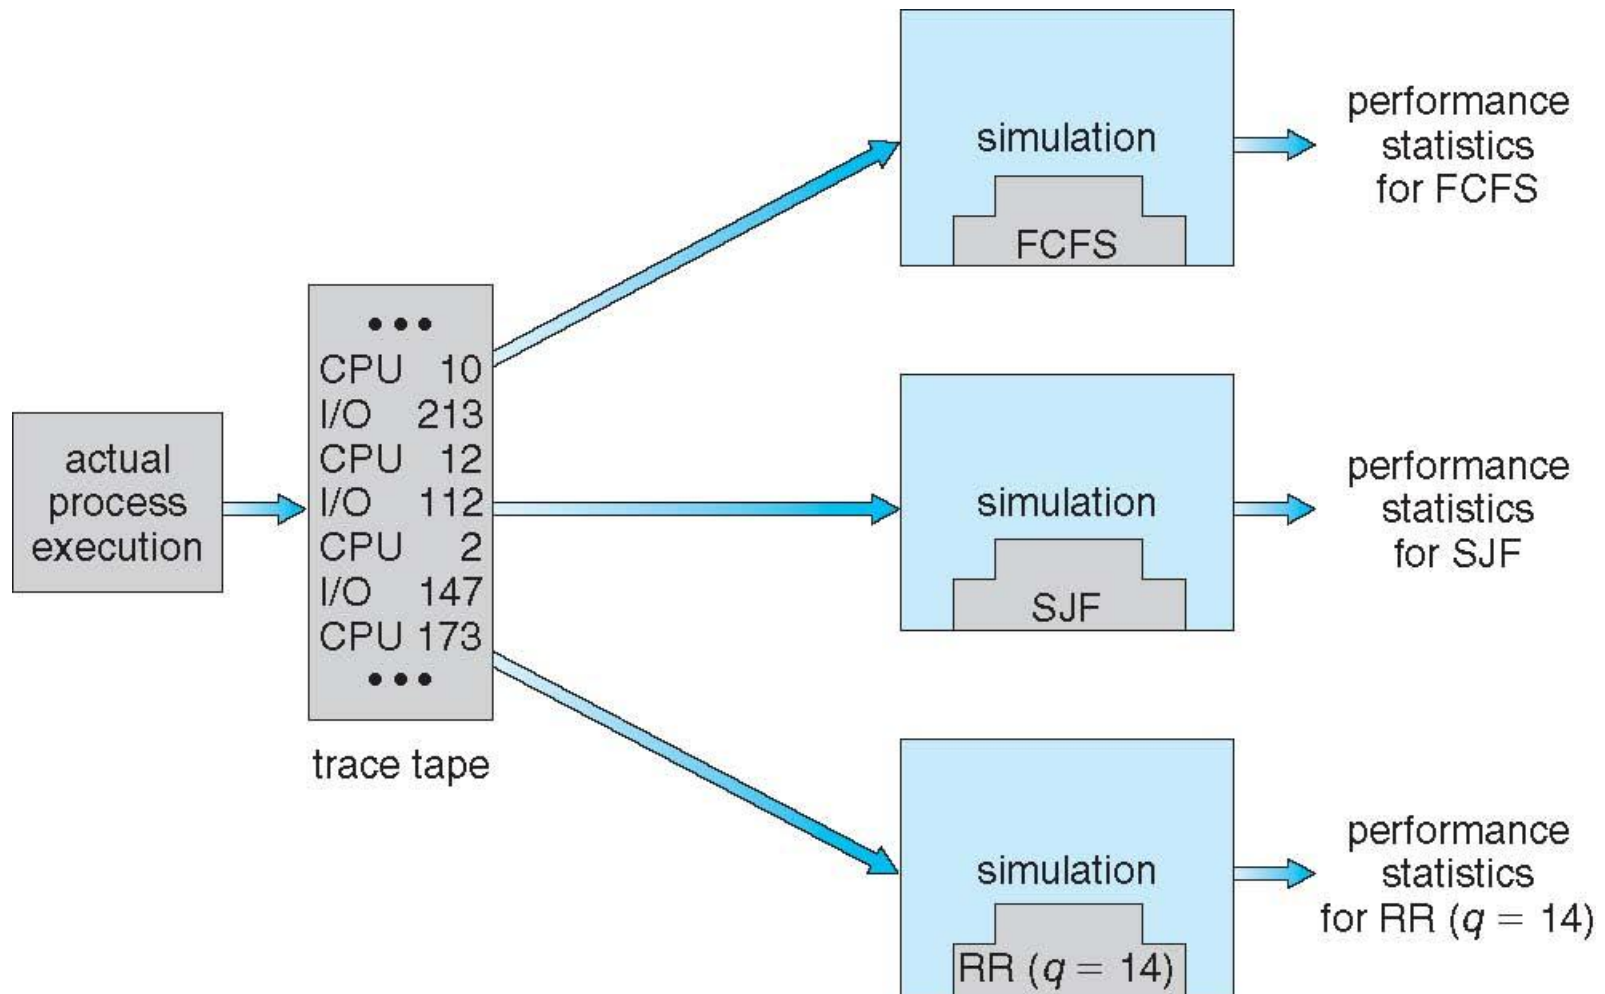 actual
process
execution
• • •
CPU 10
I/O 213
CPU 12
I/O 112
CPU 2
I/O 147
CPU 173
• • •
trace tape
simulation
FCFS
performance
statistics
for FCFS
simulation
SJF
performance
statistics
for SJF
simulation
RR (q = 14)
performance
statistics
for RR (q = 14)